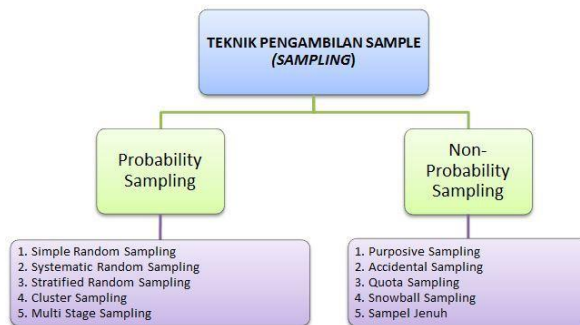 TEKNIK PENGAMBILAN SAMPLE
(SAMPLING)
Probability
Sampling
Non-
Probability
Sampling
1. Simple Random Sampling
2. Systematic Random Sampling
3. Stratified Random Sampling
4. Cluster Sampling
5. Multi Stage Sampling
1. Purposive Sampling
2. Accidental Sampling
3. Quota Sampling
4. Snowball Sampling
5. Sampel Jenuh